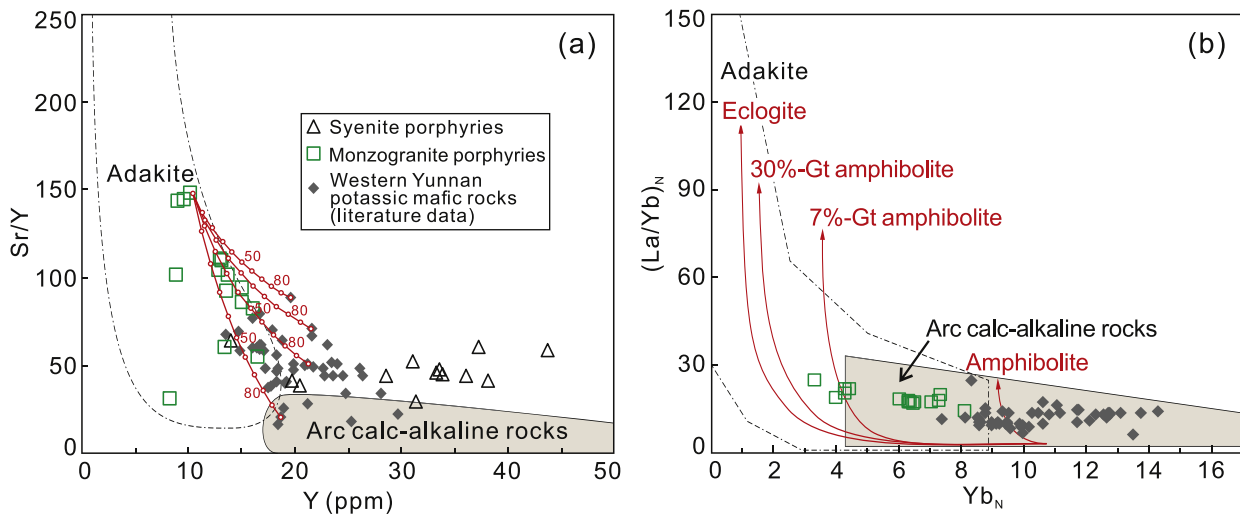 250
200
150
100
50
0
Sr/Y
(a)
Adakite
Syenite porphyries
Monzogranite porphyries
Western Yunnan
potassic mafic rocks
(literature data)
50
80
80
50
80
50
80
Arc calc-alkaline rocks
0
10
20
30
40
50
Y (ppm)
150
120
90
60
30
0
(La/Yb)N
(b)
Adakite
Eclogite
30%-Gt amphibolite
7%-Gt amphibolite
Arc calc-alkaline rocks
Amphibolite
0
2
4
6
8
10
12
14
16
YbN